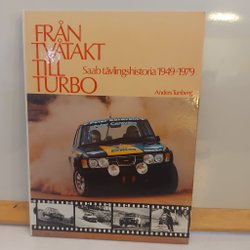 FRÅN
TVÅTAKT
TILL
TURBO
Saab tävlingshistoria 1949-1979
Anders Tunberg